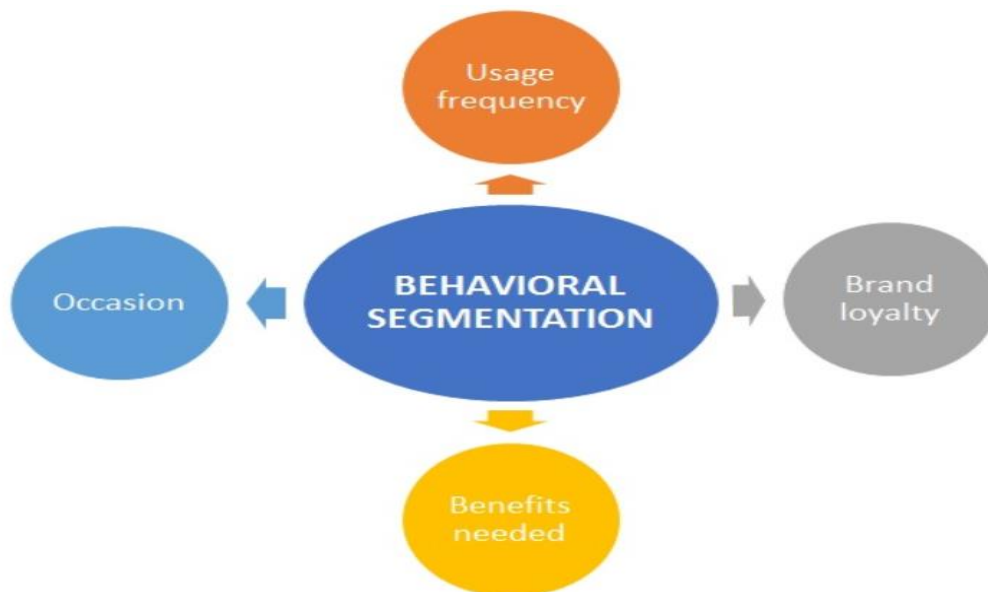 Usage
frequency
Occasion
BEHAVIORAL
SEGMENTATION
Brand
loyalty
Benefits
needed